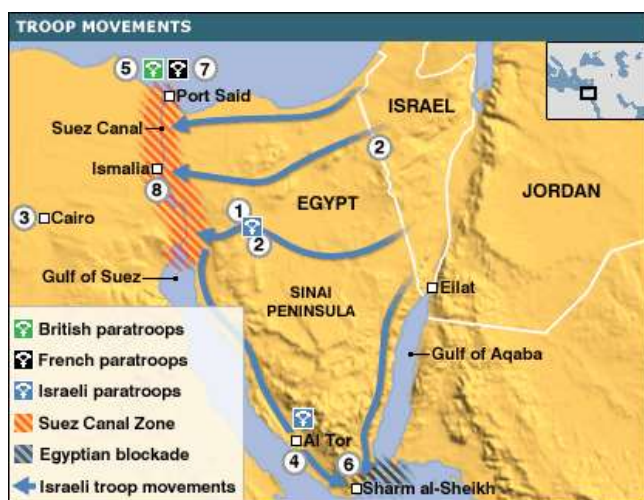 TROOP MOVEMENTS
5
7
Port Said
ISRAEL
Suez Canal
2
Ismalia
8
EGYPT
JORDAN
3
Cairo
1
2
Gulf of Suez
Eilat
SINAI
PENINSULA
British paratroops
French paratroops
Gulf of Aqaba
Israeli paratroops
Suez Canal Zone
Al Tor
Egyptian blockade
4
6
Israeli troop movements
Sharm al-Sheikh